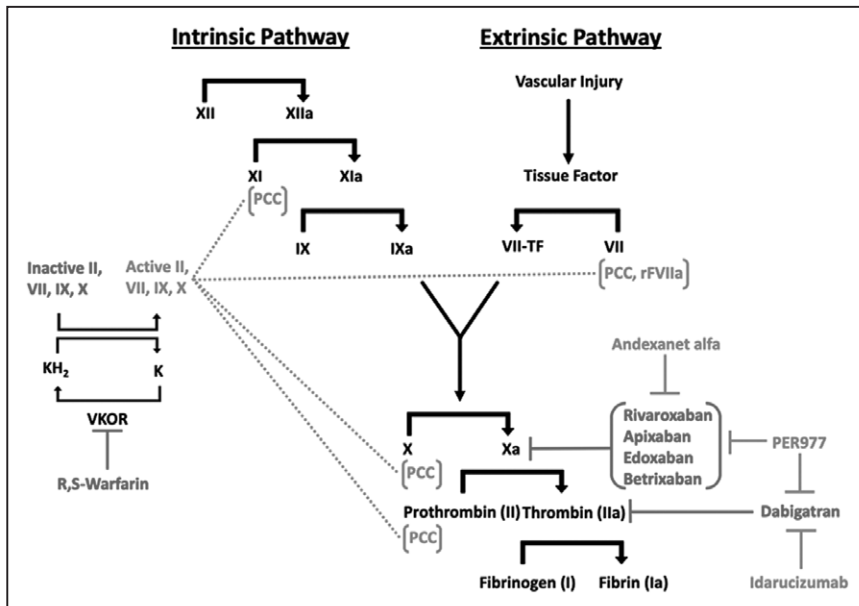 Intrinsic Pathway
Extrinsic Pathway
XII
XIIa
Vascular Injury
XI
XIa
Tissue Factor
[PCC]
IX
IXa
VII-TF
VII
Inactive II,
VII, IX, X
Active II,
VII, IX, X
[PCC, rFVIIa]
KH₂
K
VKOR
R,S-Warfarin
Andexanet alfa
Rivaroxaban
Apixaban
Edoxaban
Betrixaban
PER977
X
Xa
[PCC]
Prothrombin (II)
Thrombin (IIa)
Dabigatran
[PCC]
Fibrinogen (I)
Fibrin (Ia)
Idarucizumab